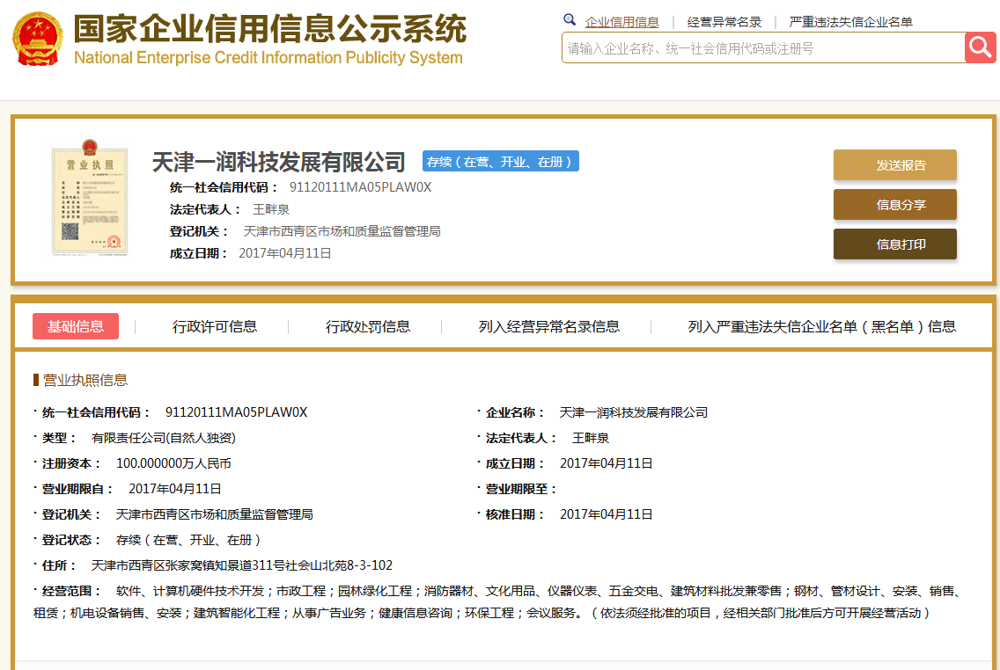 国家企业信用信息公示系统
National Enterprise Credit Information Publicity System
企业信用信息 | 经营异常名录 | 严重违法失信企业名单
请输入企业名称、统一社会信用代码或注册号
营业执照
天津一润科技发展有限公司 存续（在营、开业、在册）
统一社会信用代码： 91120111MA05PLAW0X
法定代表人： 王畔泉
登记机关： 天津市西青区市场和质量监督管理局
成立日期： 2017年04月11日
发送报告
信息分享
信息打印
基础信息 | 行政许可信息 | 行政处罚信息 | 列入经营异常名录信息 | 列入严重违法失信企业名单（黑名单）信息
营业执照信息
· 统一社会信用代码： 91120111MA05PLAW0X · 企业名称： 天津一润科技发展有限公司
· 类型： 有限责任公司(自然人独资) · 法定代表人： 王畔泉
· 注册资本： 100.000000万人民币 · 成立日期： 2017年04月11日
· 营业期限自： 2017年04月11日 · 营业期限至：
· 登记机关： 天津市西青区市场和质量监督管理局 · 核准日期： 2017年04月11日
· 登记状态： 存续（在营、开业、在册）
· 住所： 天津市西青区张家窝镇知景道311号社会山北苑8-3-102
· 经营范围： 软件、计算机硬件技术开发；市政工程；园林绿化工程；消防器材、文化用品、仪器仪表、五金交电、建筑材料批发兼零售；钢材、管材设计、安装、销售、
租赁；机电设备销售、安装；建筑智能化工程；从事广告业务；健康信息咨询；环保工程；会议服务。（依法须经批准的项目，经相关部门批准后方可开展经营活动）